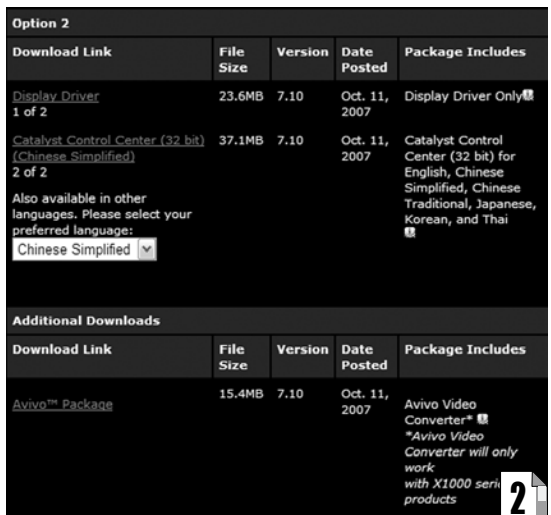 Option 2
Download Link File Size Version Date Posted Package Includes
Display Driver 23.6MB 7.10 Oct. 11, 2007 Display Driver Only
1 of 2
Catalyst Control Center (32 bit) (Chinese Simplified) 37.1MB 7.10 Oct. 11, 2007 Catalyst Control Center (32 bit) for English, Chinese Simplified, Chinese Traditional, Japanese, Korean, and Thai
2 of 2
Also available in other
languages. Please select your
preferred language:
Chinese Simplified
Additional Downloads
Download Link File Size Version Date Posted Package Includes
Avivo™ Package 15.4MB 7.10 Oct. 11, 2007 Avivo Video Converter*
*Avivo Video
Converter will only
work
with X1000
products
2